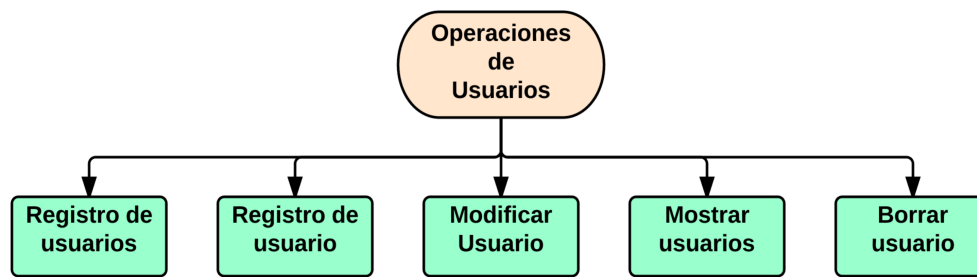 Operaciones
de
Usuarios
Registro de
usuarios
Registro de
usuario
Modificar
Usuario
Mostrar
usuarios
Borrar
usuario